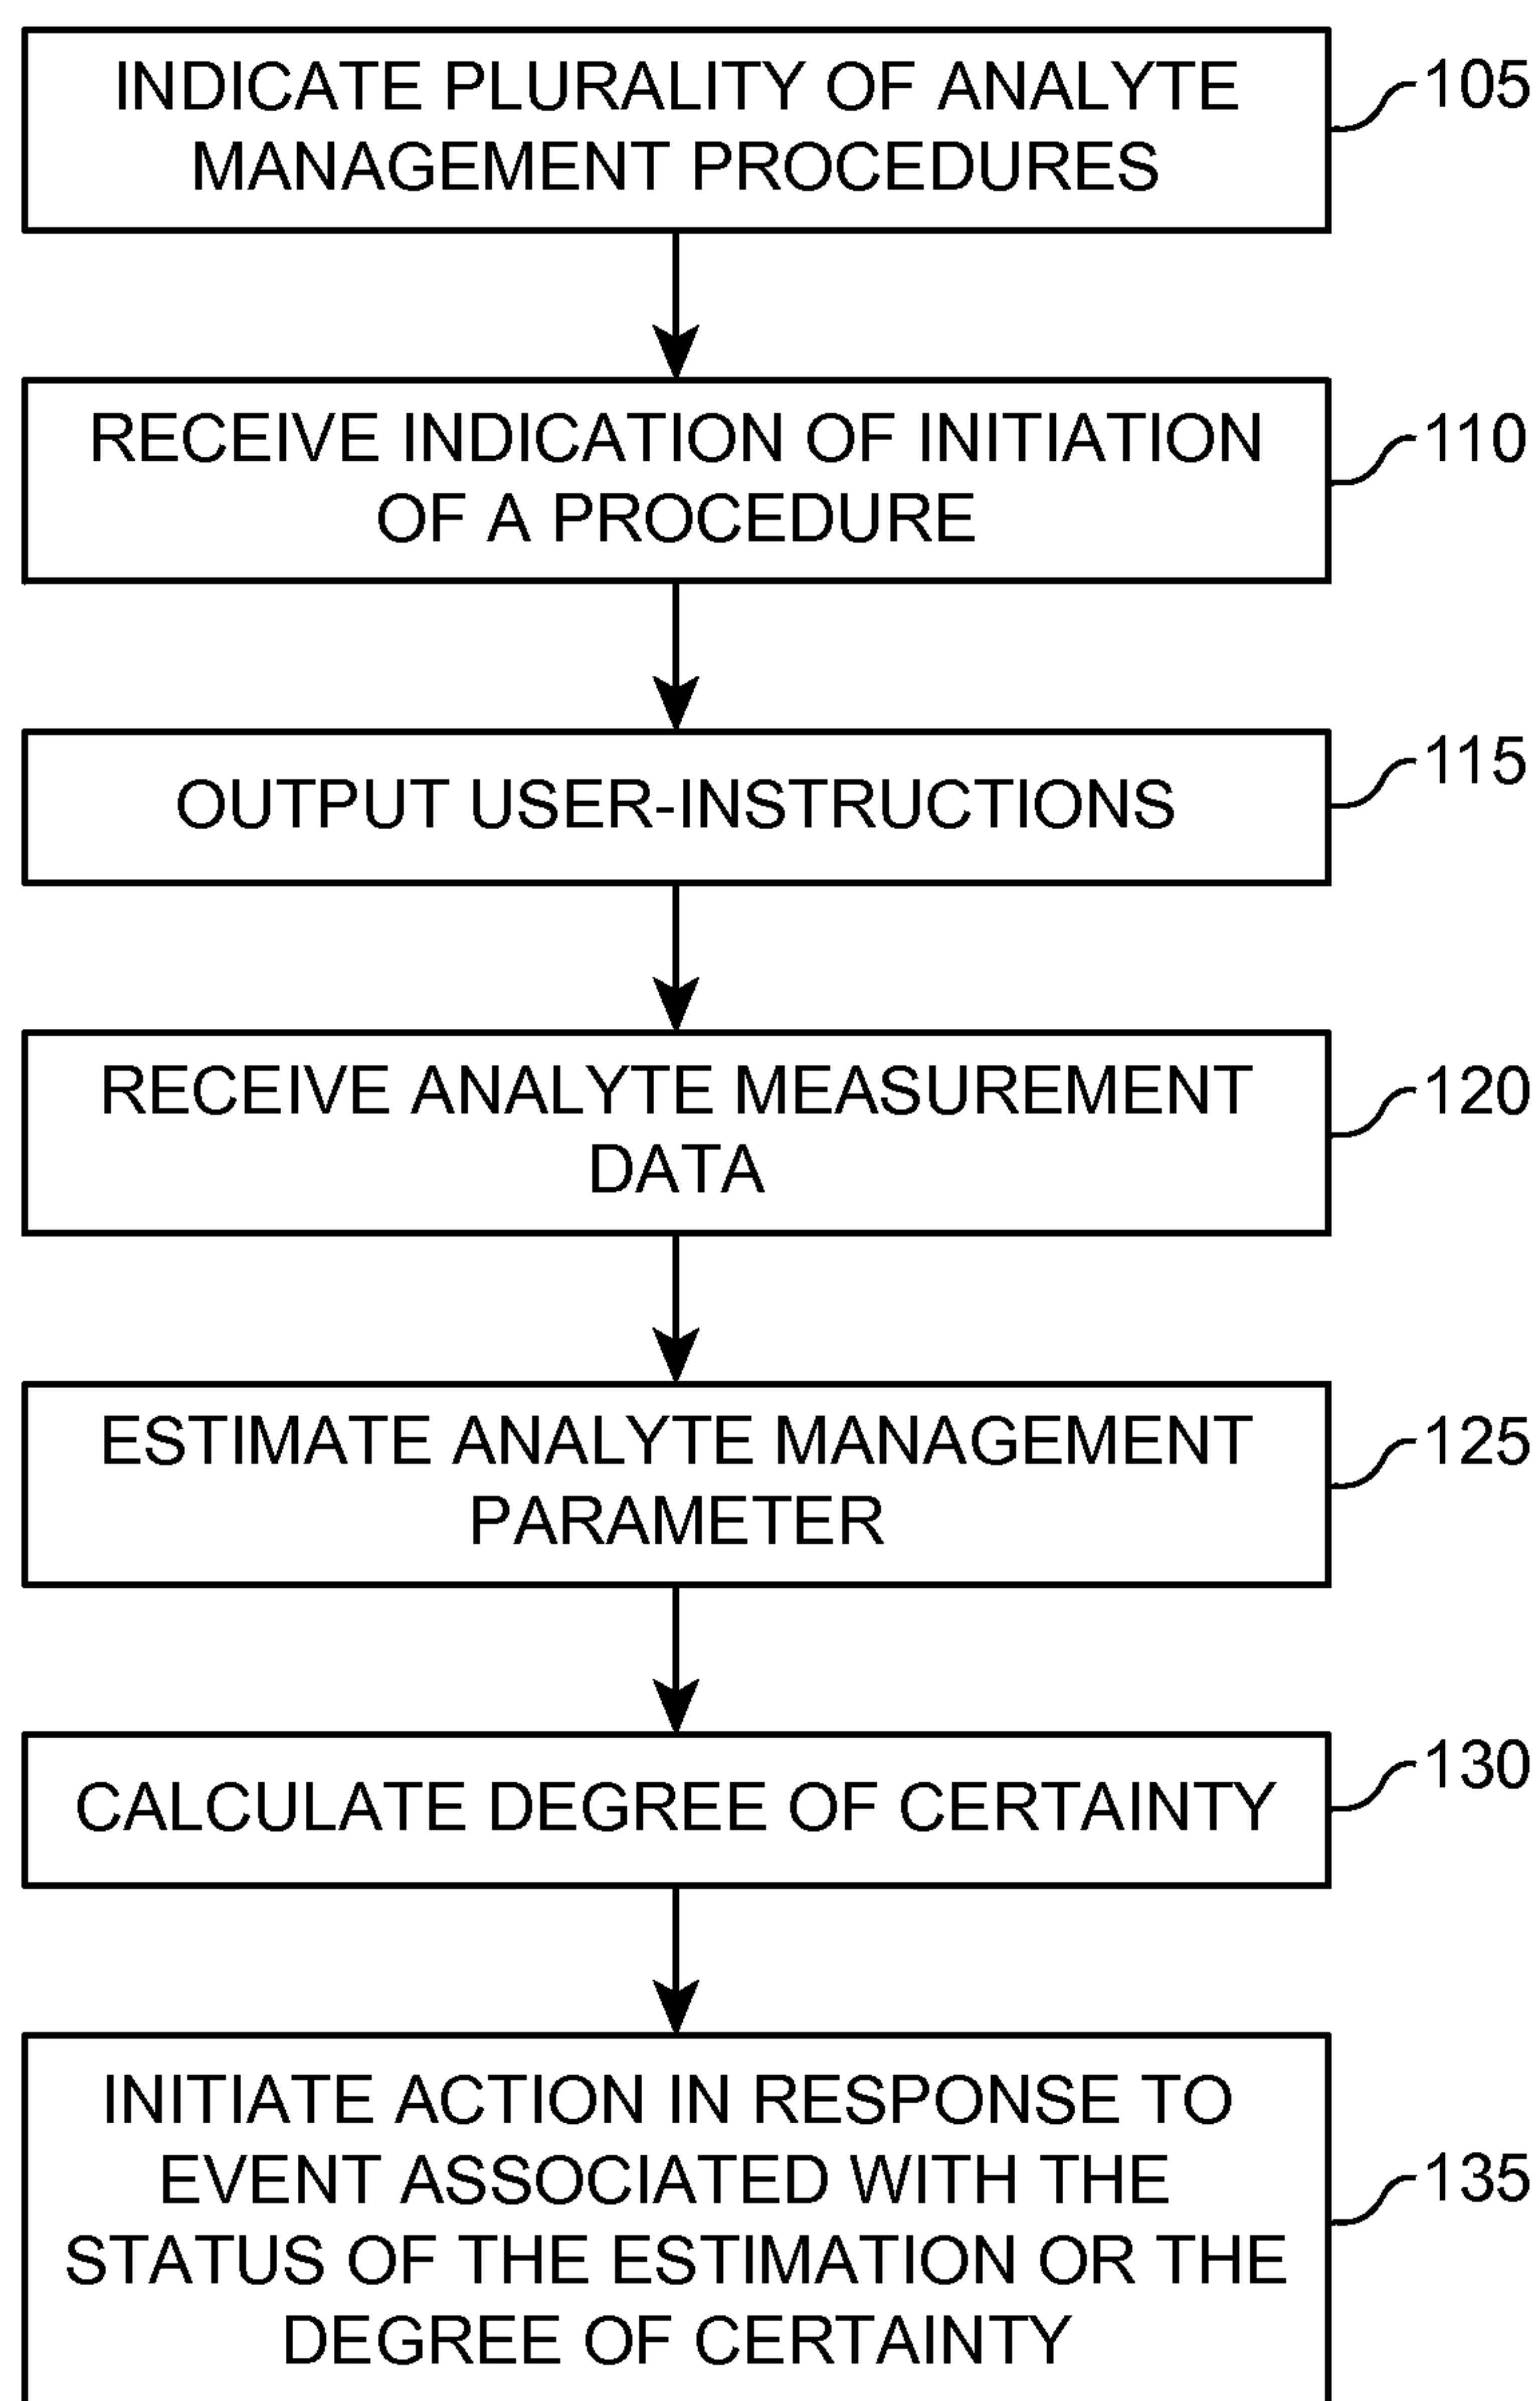 INDICATE PLURALITY OF ANALYTE
MANAGEMENT PROCEDURES
105
RECEIVE INDICATION OF INITIATION
OF A PROCEDURE
110
OUTPUT USER-INSTRUCTIONS
115
RECEIVE ANALYTE MEASUREMENT
DATA
120
ESTIMATE ANALYTE MANAGEMENT
PARAMETER
125
CALCULATE DEGREE OF CERTAINTY
130
INITIATE ACTION IN RESPONSE TO
EVENT ASSOCIATED WITH THE
STATUS OF THE ESTIMATION OR THE
DEGREE OF CERTAINTY
135